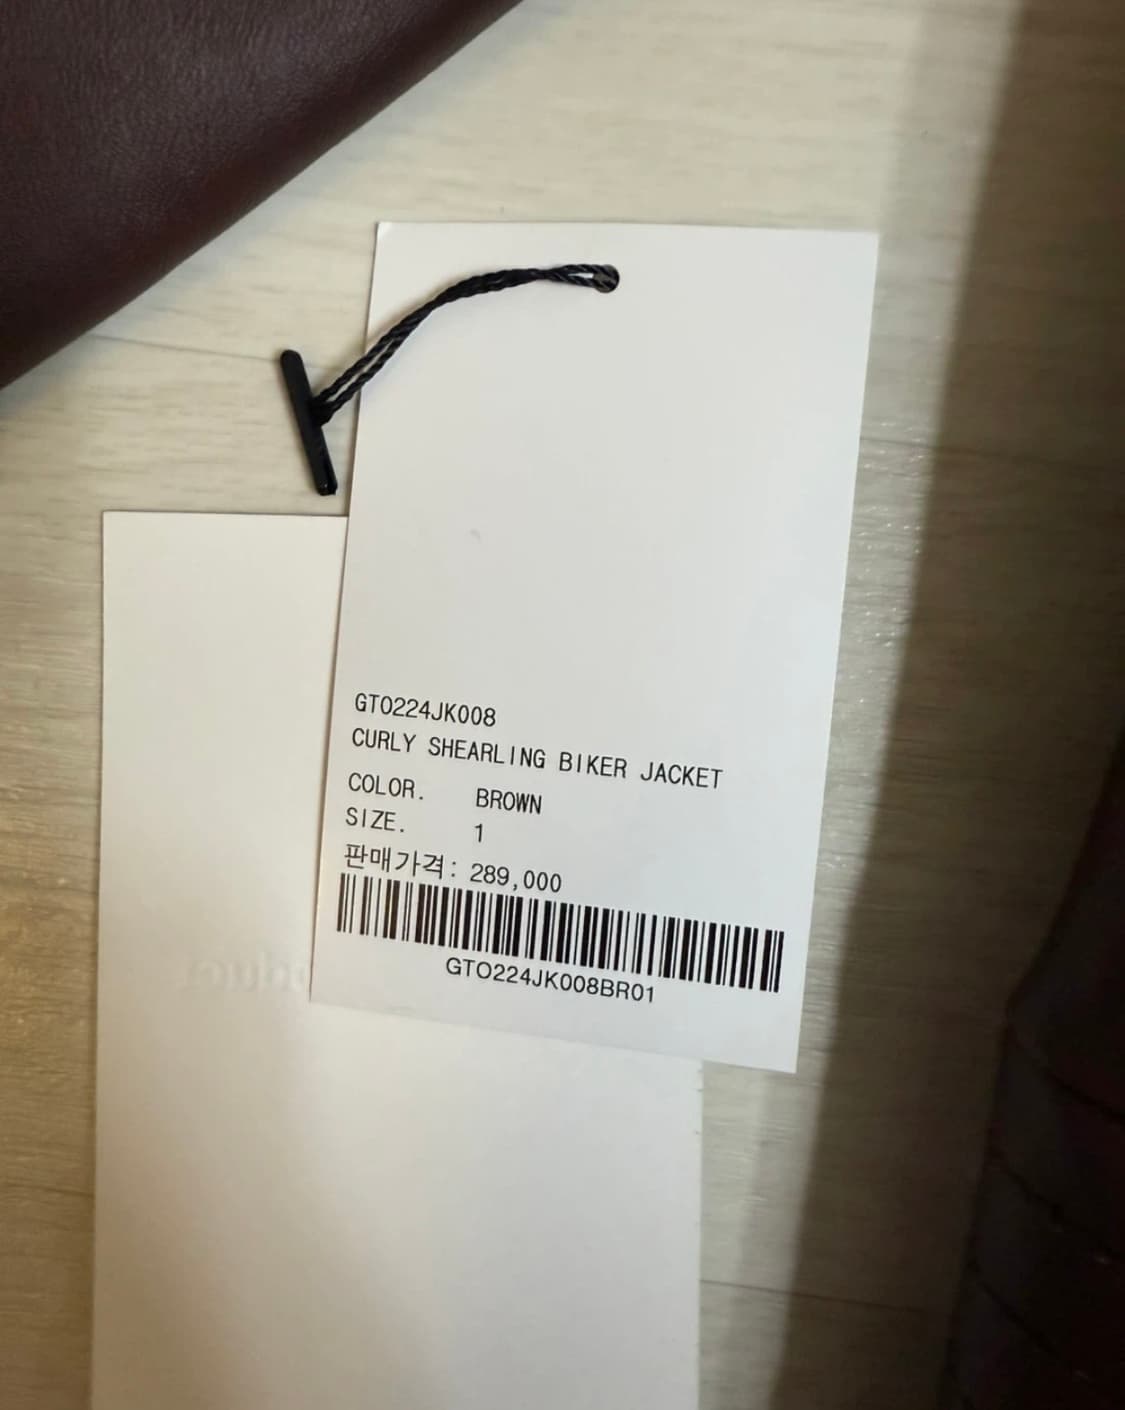 GTO224JK008
CURLY SHEARLING BIKER JACKET
COLOR. BROWN
SIZE. 1
판매가격: 289,000
GTO224JK008BR01